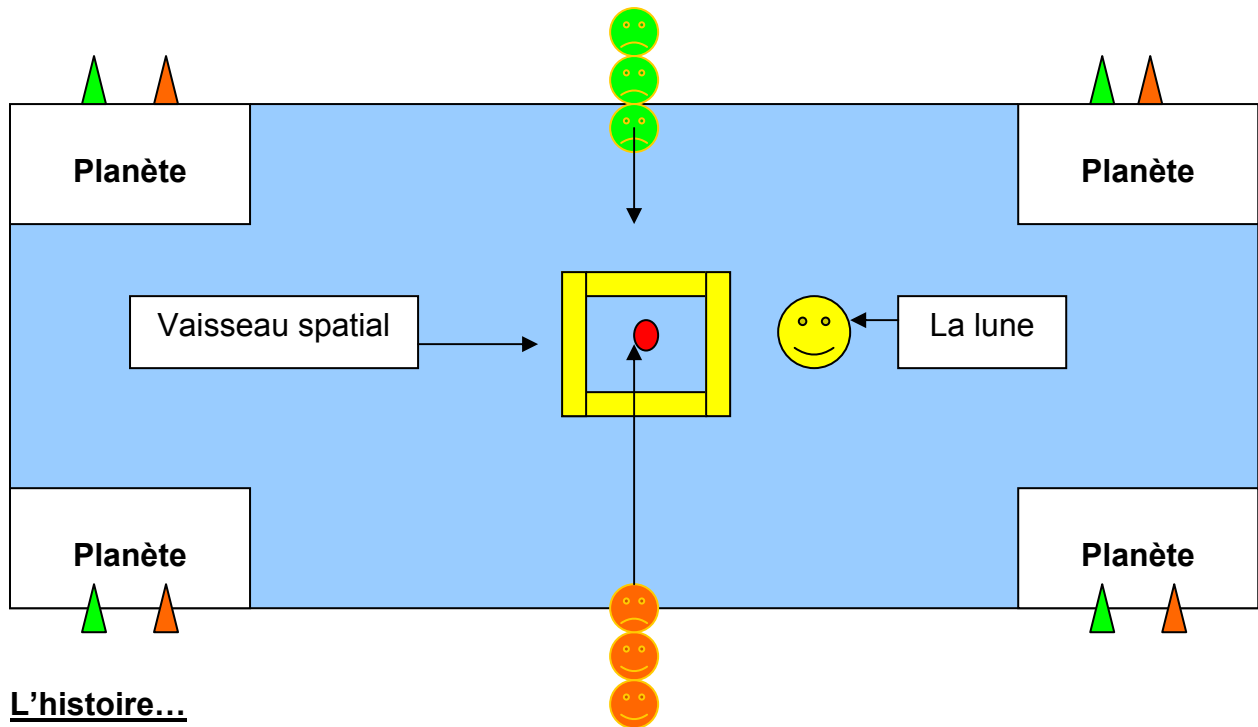 Planète
Planète
Vaisseau spatial
La lune
Planète
Planète
L'histoire…